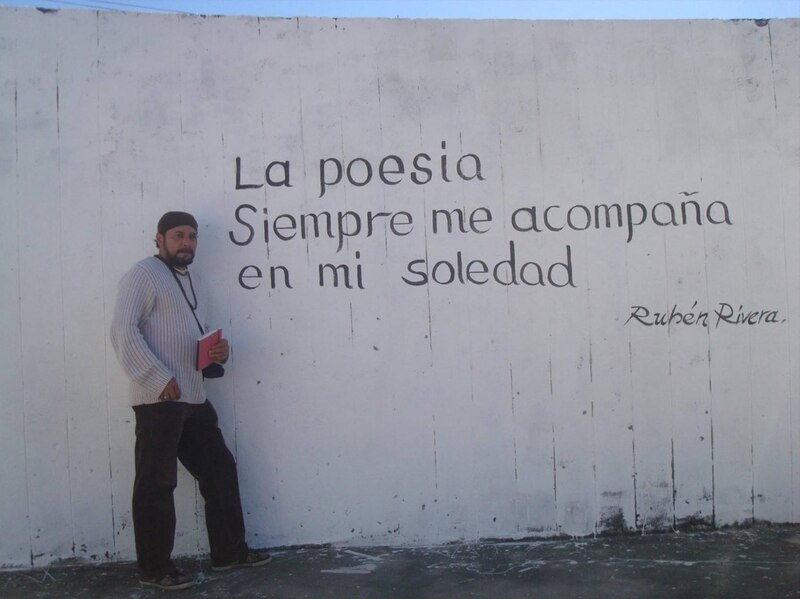 La poesia
Siempre me acompaña
en mi soledad
Rubén Rivera.